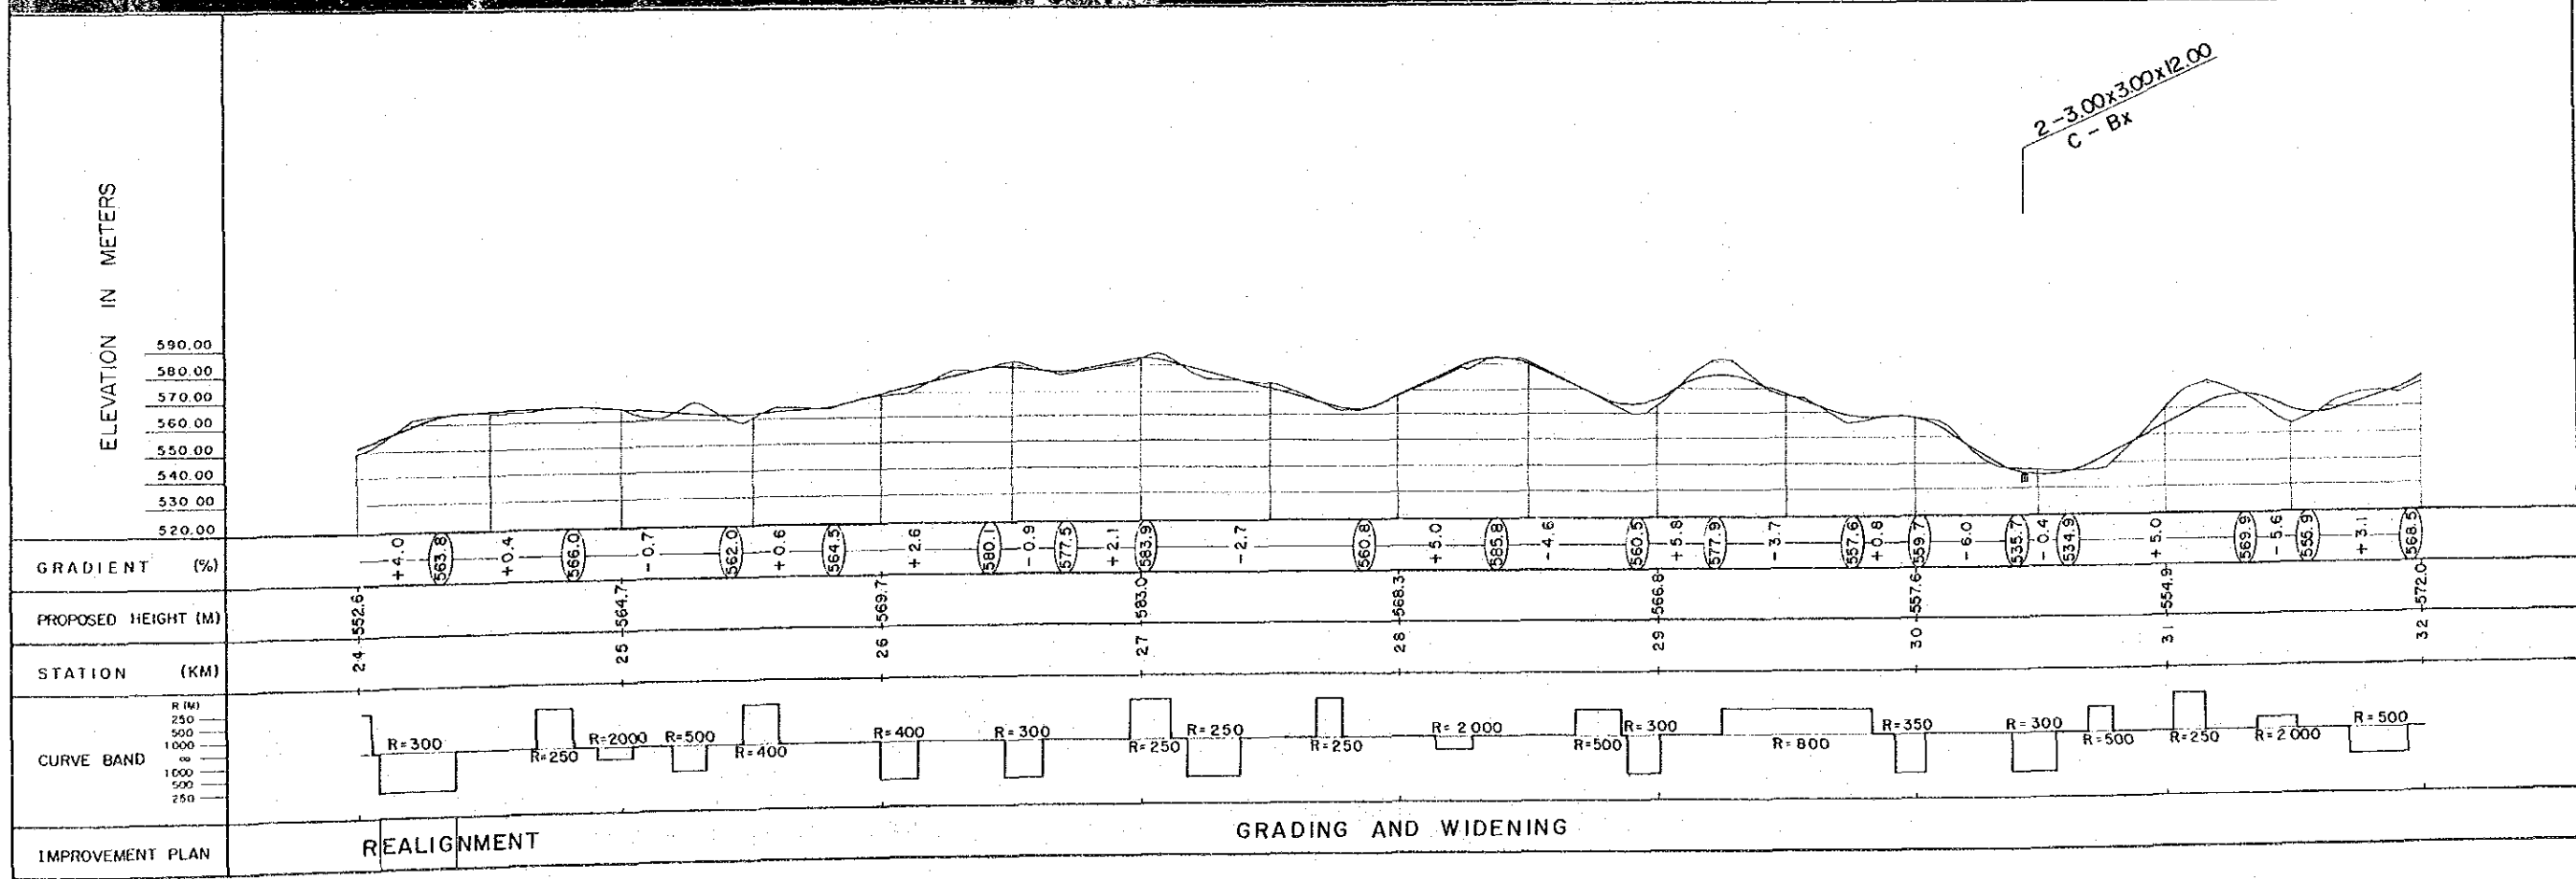 2-3.00x3.00x12.00
C - Bx
ELEVATION IN METERS
590.00
580.00
570.00
560.00
550.00
540.00
530.00
520.00
GRADIENT (%)
+4.0 563.8 +0.4 566.0 -0.7 562.0 +0.6 564.5 +2.6 580.1 -0.9 577.5 +2.1 583.9 -2.7 560.8 +5.0 585.8 -4.6 560.5 +5.8 577.9 -3.7 557.6 +0.8 559.7 -6.0 535.7 -0.4 534.9 +5.0 569.9 -5.6 555.9 +3.1 568.5
PROPOSED HEIGHT (M)
552.6 564.7 569.7 583.0 568.3 566.8 557.6 554.9 572.0
STATION (KM)
24 25 26 27 28 29 30 31 32
CURVE BAND
R (M)
250
500
1000
∞
1000
500
250
R=300 R=250 R=2000 R=500 R=400 R=400 R=300 R=250 R=250 R=250 R=2000 R=500 R=300 R=800 R=350 R=300 R=500 R=250 R=2000 R=500
IMPROVEMENT PLAN
REALIGNMENT
GRADING AND WIDENING